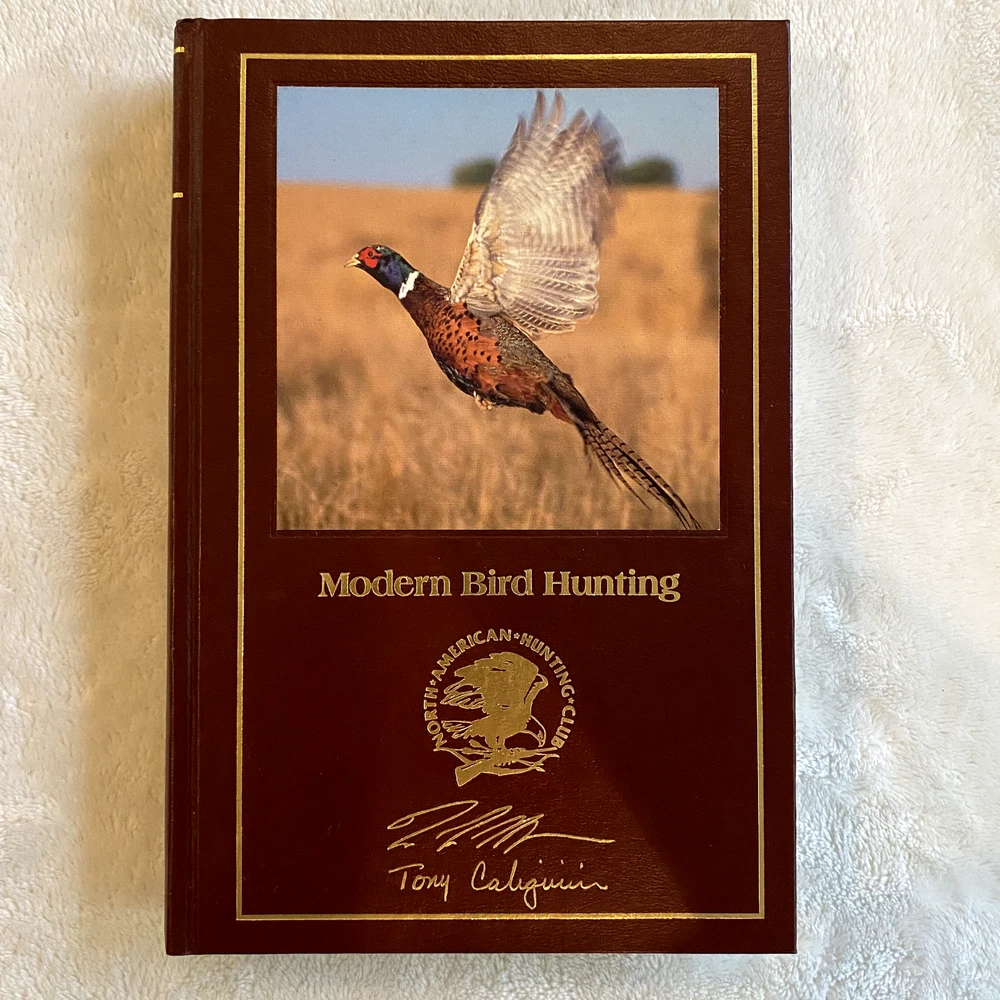 Modern Bird Hunting
NORTH★AMERICAN★HUNTING★CLUB
Tony Caligiuri